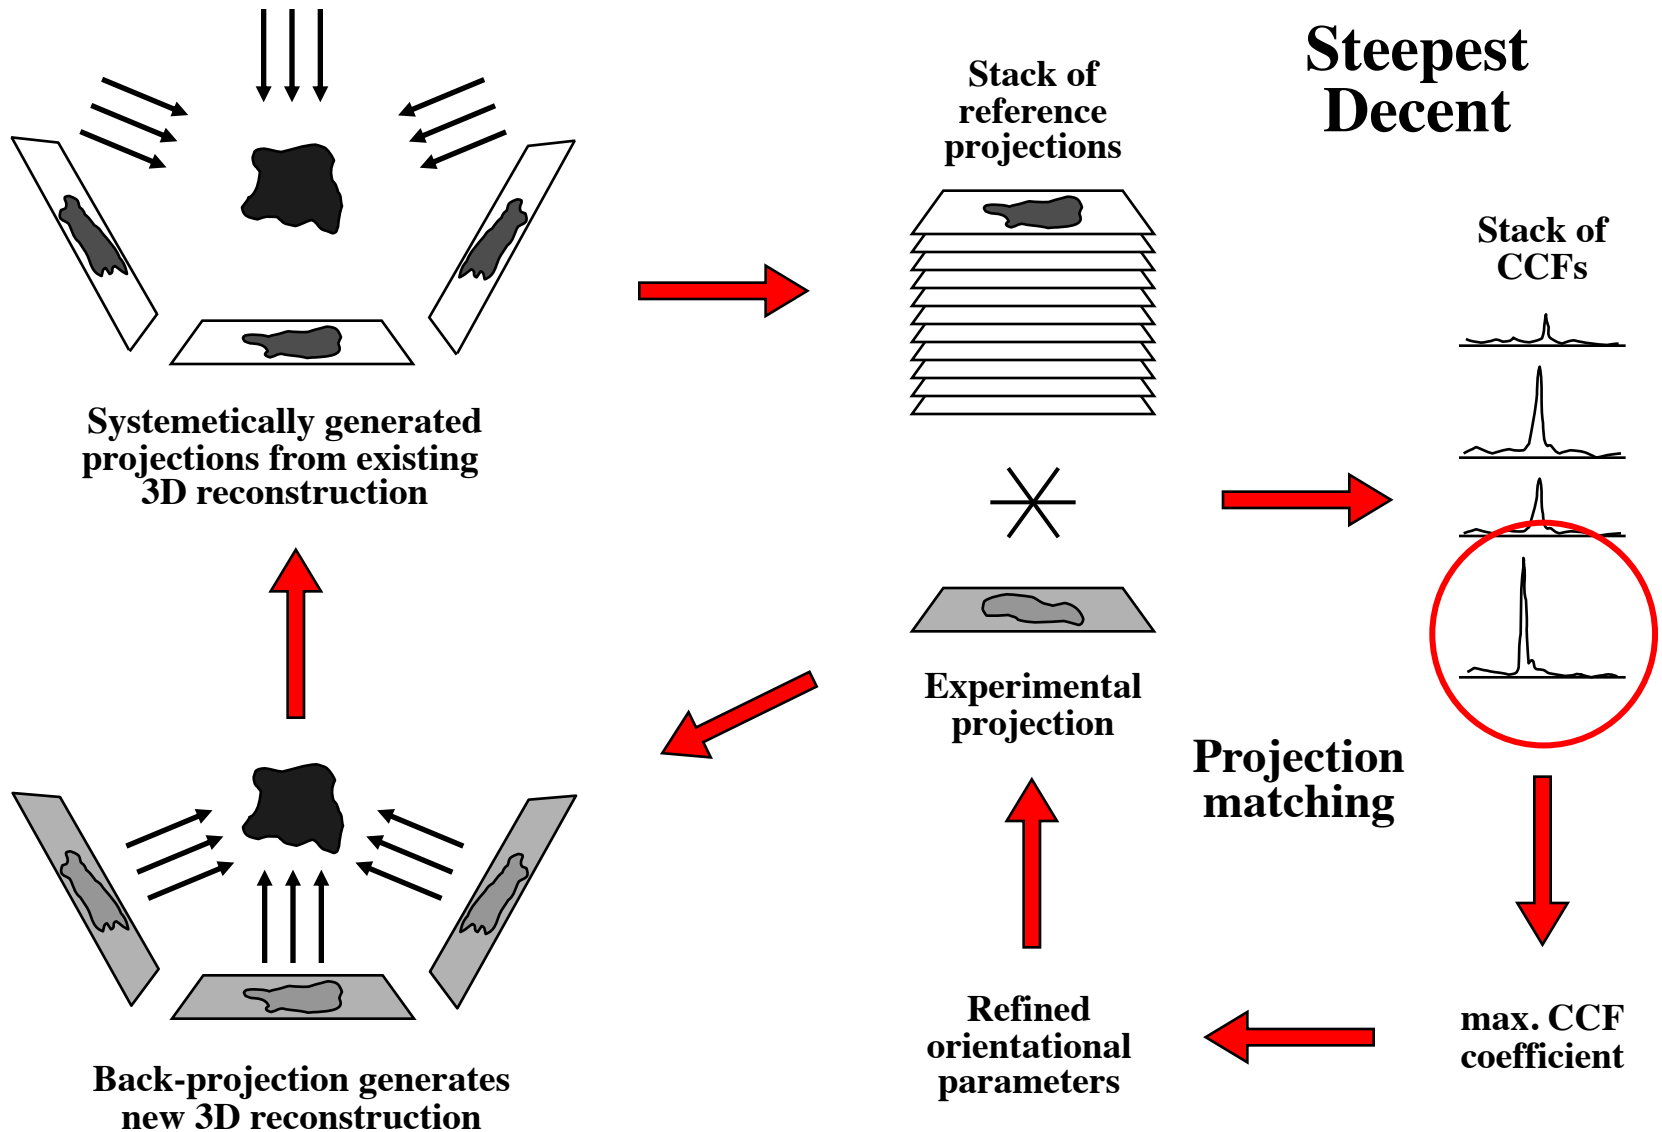 Steepest
Decent
Stack of
reference
projections
Stack of
CCFs
Systemetically generated
projections from existing
3D reconstruction
Experimental
projection
Projection
matching
Refined
orientational
parameters
max. CCF
coefficient
Back-projection generates
new 3D reconstruction